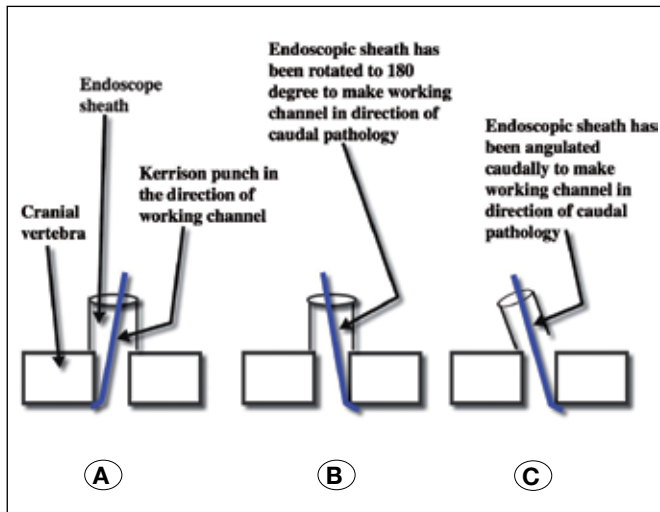 Endoscope
sheath
Kerrison punch in
the direction of
working channel
Cranial
vertebra
Endoscopic sheath has
been rotated to 180
degree to make working
channel in direction of
caudal pathology
Endoscopic sheath has
been angulated
caudally to make
working channel in
direction of caudal
pathology
A
B
C